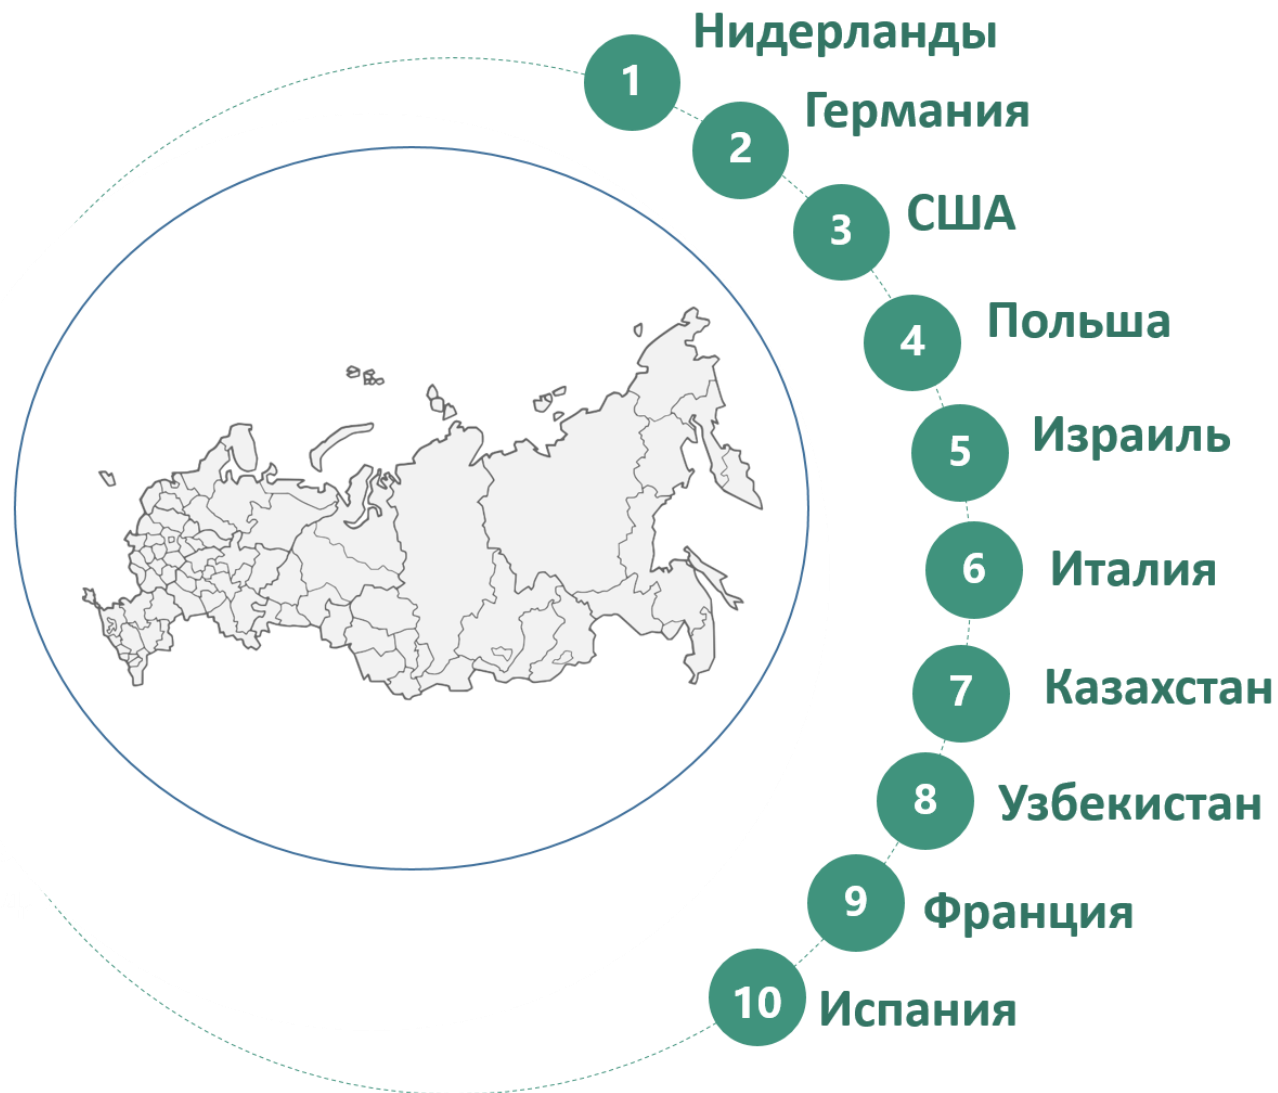 1 Нидерланды
2 Германия
3 США
4 Польша
5 Израиль
6 Италия
7 Казахстан
8 Узбекистан
9 Франция
10 Испания